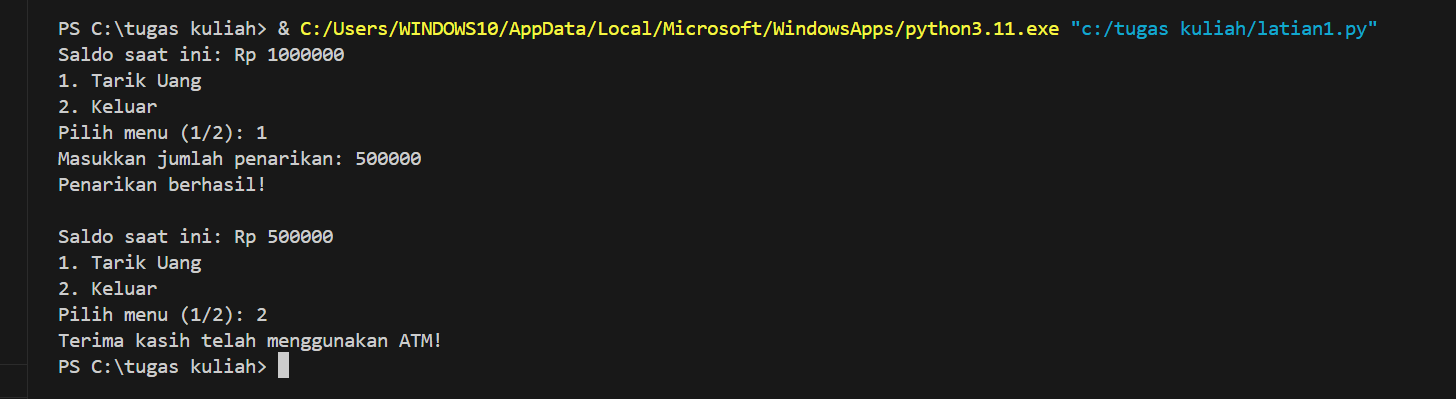 PS C:\tugas kuliah> & C:/Users/WINDOWS10/AppData/Local/Microsoft/WindowsApps/python3.11.exe "c:/tugas kuliah/latian1.py"
Saldo saat ini: Rp 1000000
1. Tarik Uang
2. Keluar
Pilih menu (1/2): 1
Masukkan jumlah penarikan: 500000
Penarikan berhasil!

Saldo saat ini: Rp 500000
1. Tarik Uang
2. Keluar
Pilih menu (1/2): 2
Terima kasih telah menggunakan ATM!
PS C:\tugas kuliah>